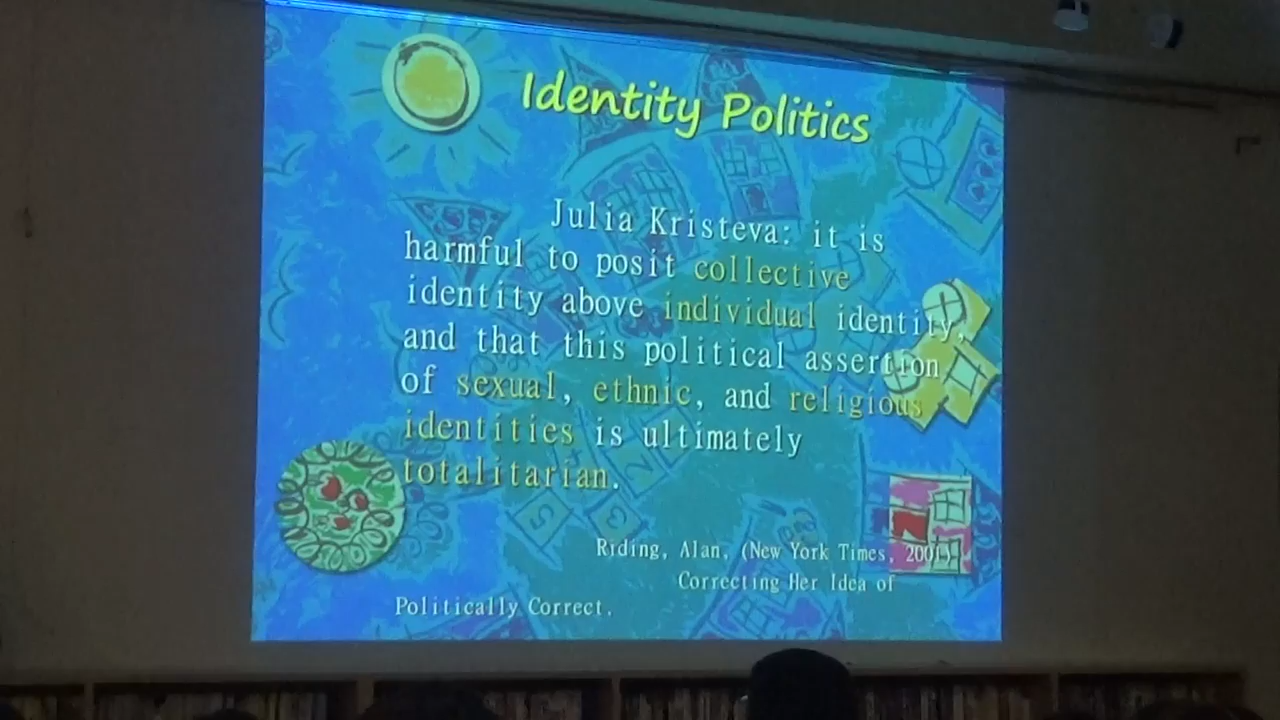 Identity Politics
Julia Kristeva: it is
harmful to posit collective
identity above individual identity,
and that this political assertion
of sexual, ethnic, and religious
identities is ultimately
totalitarian.
Riding, Alan, (New York Times, 2001).
Correcting Her Idea of
Politically Correct.